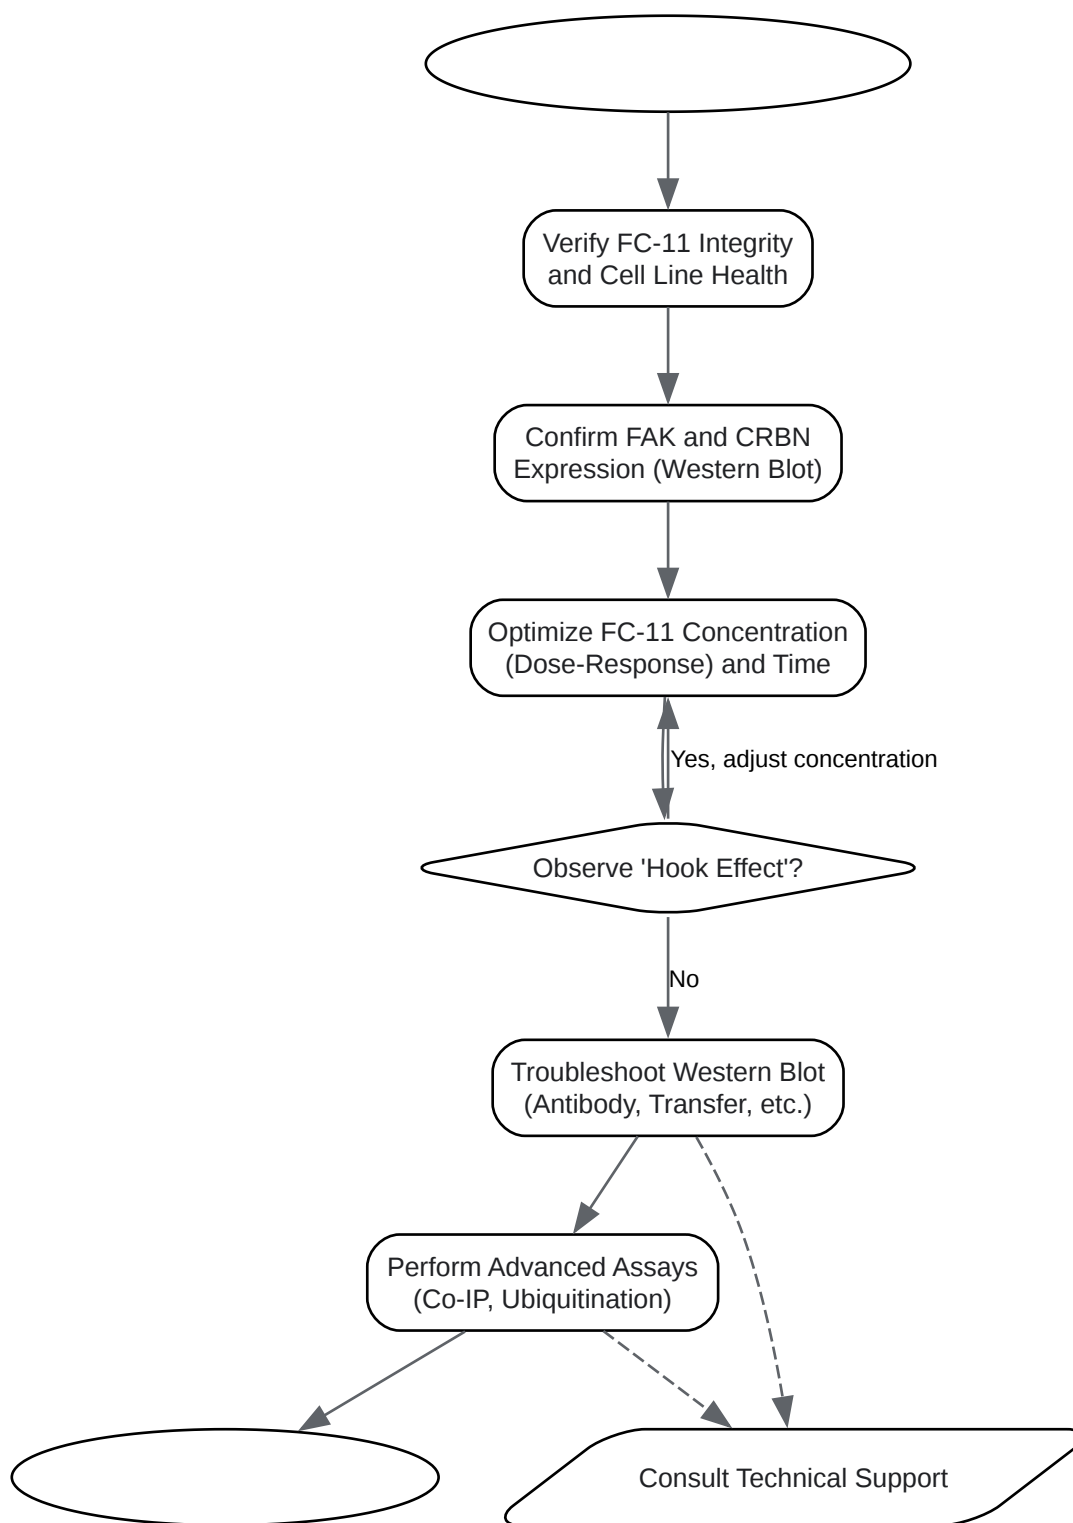 Verify FC-11 Integrity
and Cell Line Health
Confirm FAK and CRBN
Expression (Western Blot)
Optimize FC-11 Concentration
(Dose-Response) and Time
Yes, adjust concentration
Observe 'Hook Effect'?
No
Troubleshoot Western Blot
(Antibody, Transfer, etc.)
Perform Advanced Assays
(Co-IP, Ubiquitination)
Consult Technical Support